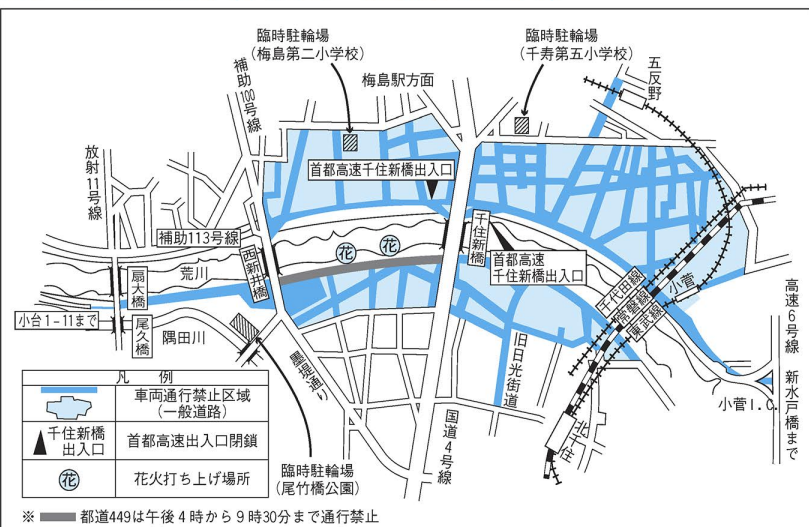 臨時駐輪場
(梅島第二小学校)
臨時駐輪場
(千寿第五小学校)
補助100号線
梅島駅方面
五反野
放射11号線
首都高速千住新橋出入口
補助113号線
西新井橋
花
花
千住新橋
首都高速
千住新橋出入口
扇大橋
荒川
小台1-11まで
尾久橋
隅田川
千代田線
常磐線
東武線
小菅
高速6号線 新水戸橋まで
墨堤通り
旧日光街道
国道4号線
小菅I.C.
北千住
臨時駐輪場
(尾竹橋公園)
凡 例
車両通行禁止区域
(一般道路)
千住新橋
出入口
首都高速出入口閉鎖
花
花火打ち上げ場所
※ 都道449は午後4時から9時30分まで通行禁止